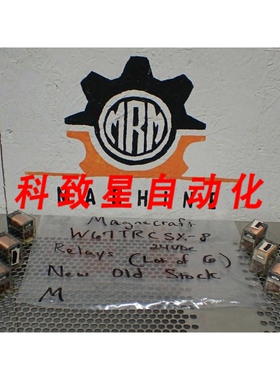 MRM
MACHINE
科致星自动化
Magnecraft
W67TRCSX-8
24VDC
Relays (Lot of 6)
New Old Stock
M